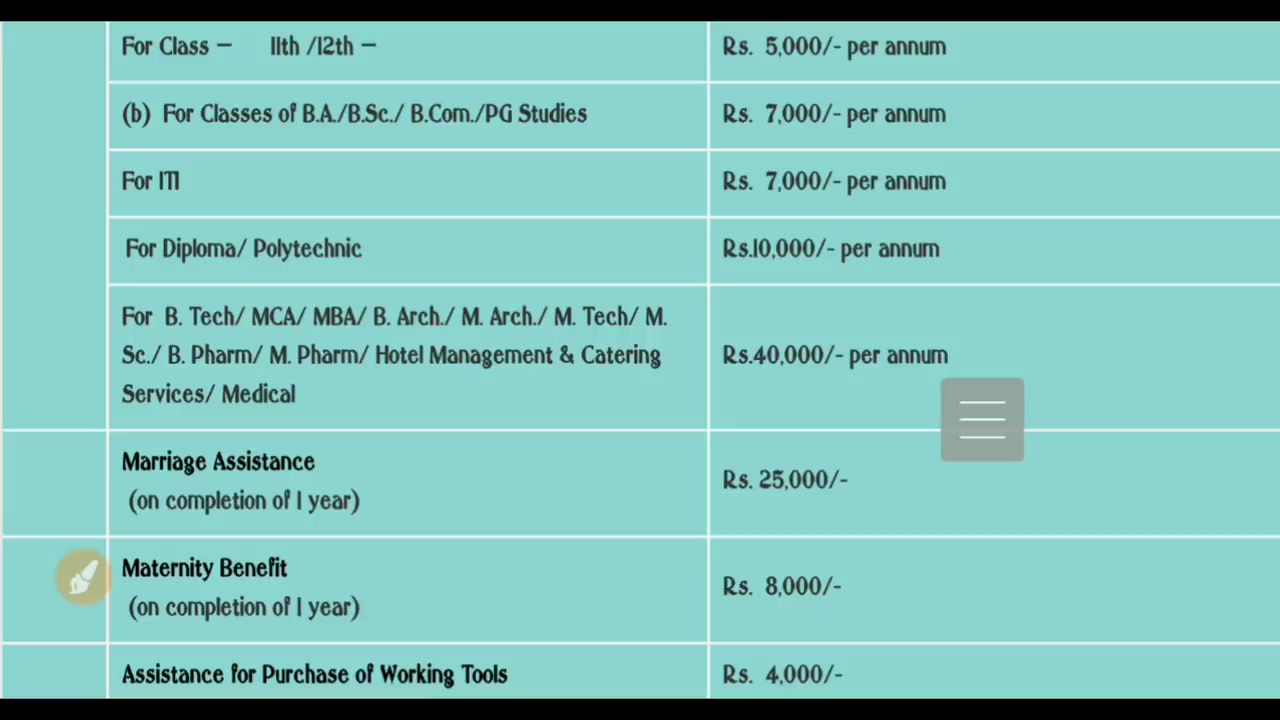 For Class – 11th /12th –
Rs. 5,000/- per annum
(b) For Classes of B.A./B.Sc./ B.Com./PG Studies
Rs. 7,000/- per annum
For ITI
Rs. 7,000/- per annum
For Diploma/ Polytechnic
Rs.10,000/- per annum
For B. Tech/ MCA/ MBA/ B. Arch./ M. Arch./ M. Tech/ M.
Sc./ B. Pharm/ M. Pharm/ Hotel Management & Catering
Services/ Medical
Rs.40,000/- per annum
Marriage Assistance
(on completion of 1 year)
Rs. 25,000/-
Maternity Benefit
(on completion of 1 year)
Rs. 8,000/-
Assistance for Purchase of Working Tools
Rs. 4,000/-